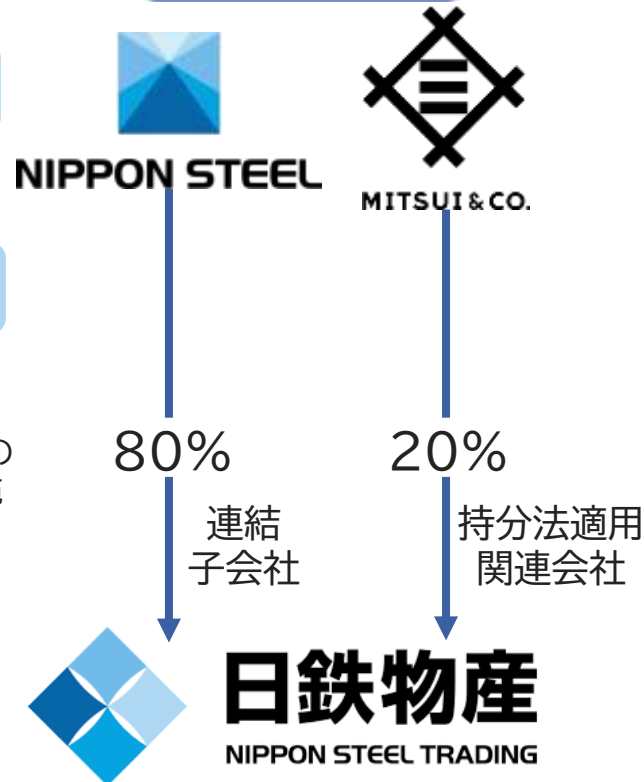 NIPPON STEEL
MITSUI & CO.
の
80%
20%
連結
子会社
持分法適用
関連会社
日鉄物産
NIPPON STEEL TRADING